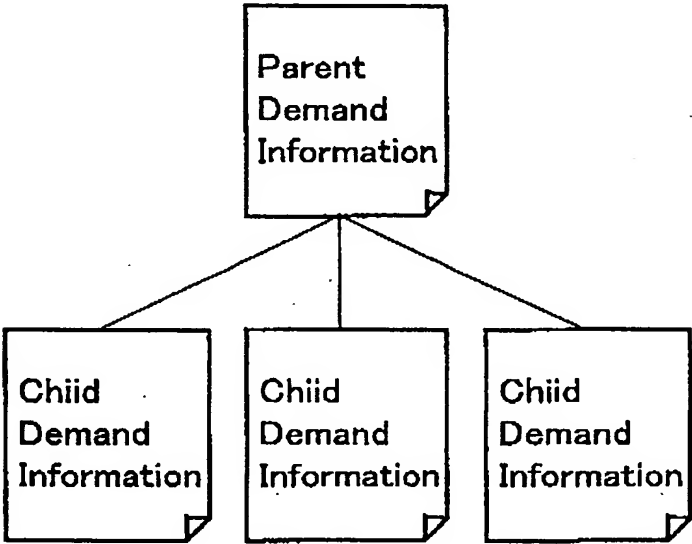 Parent
Demand
Information
Chiid
Demand
Information
Chiid
Demand
Information
Chiid
Demand
Information